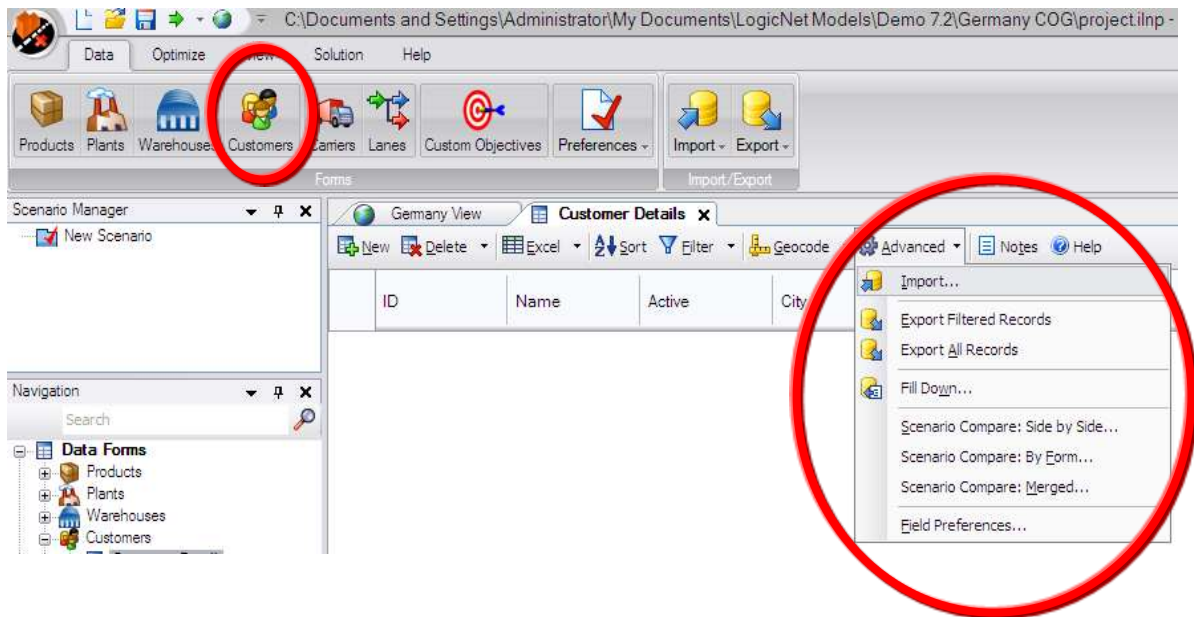 C:\Documents and Settings\Administrator\My Documents\LogicNet Models\Demo 7.2\Germany COG\project.ilnp -
Data Optimize View Solution Help
Products Plants Warehouses Customers Carriers Lanes Custom Objectives Preferences Import Export
Forms Import/Export
Scenario Manager
New Scenario
Germany View Customer Details
New Delete Excel Sort Filter Geocode Advanced Notes Help
ID Name Active City
Import...
Export Filtered Records
Export All Records
Fill Down...
Scenario Compare: Side by Side...
Scenario Compare: By Form...
Scenario Compare: Merged...
Field Preferences...
Navigation
Search
Data Forms
Products
Plants
Warehouses
Customers